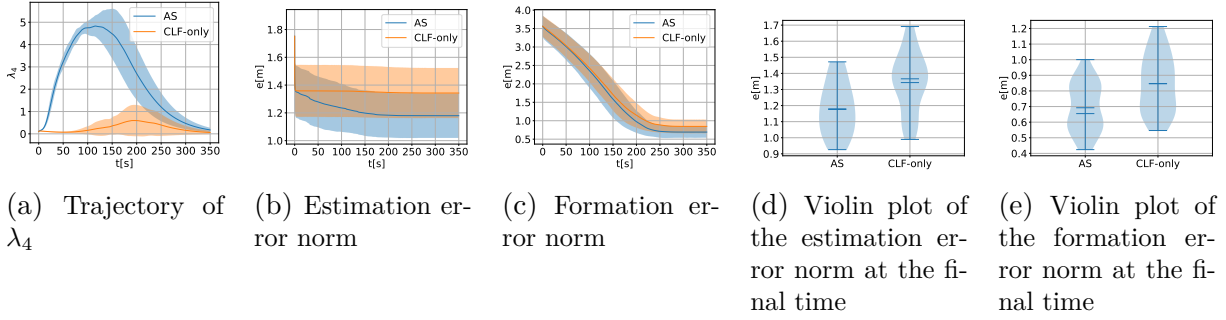 AS
CLF-only
λ4
5
4
3
2
1
0
0 50 100 150 200 250 300 350
t[s]
(a) Trajectory of
λ4
AS
CLF-only
e[m]
1.8
1.6
1.4
1.2
1.0
0 50 100 150 200 250 300 350
t[s]
(b) Estimation er-
ror norm
AS
CLF-only
e[m]
4.0
3.5
3.0
2.5
2.0
1.5
1.0
0.5
0 50 100 150 200 250 300 350
t[s]
(c) Formation er-
ror norm
e[m]
1.7
1.6
1.5
1.4
1.3
1.2
1.1
1.0
0.9
AS CLF-only
(d) Violin plot of
the estimation er-
ror norm at the fi-
nal time
e[m]
1.2
1.1
1.0
0.9
0.8
0.7
0.6
0.5
0.4
AS CLF-only
(e) Violin plot of
the formation er-
ror norm at the fi-
nal time